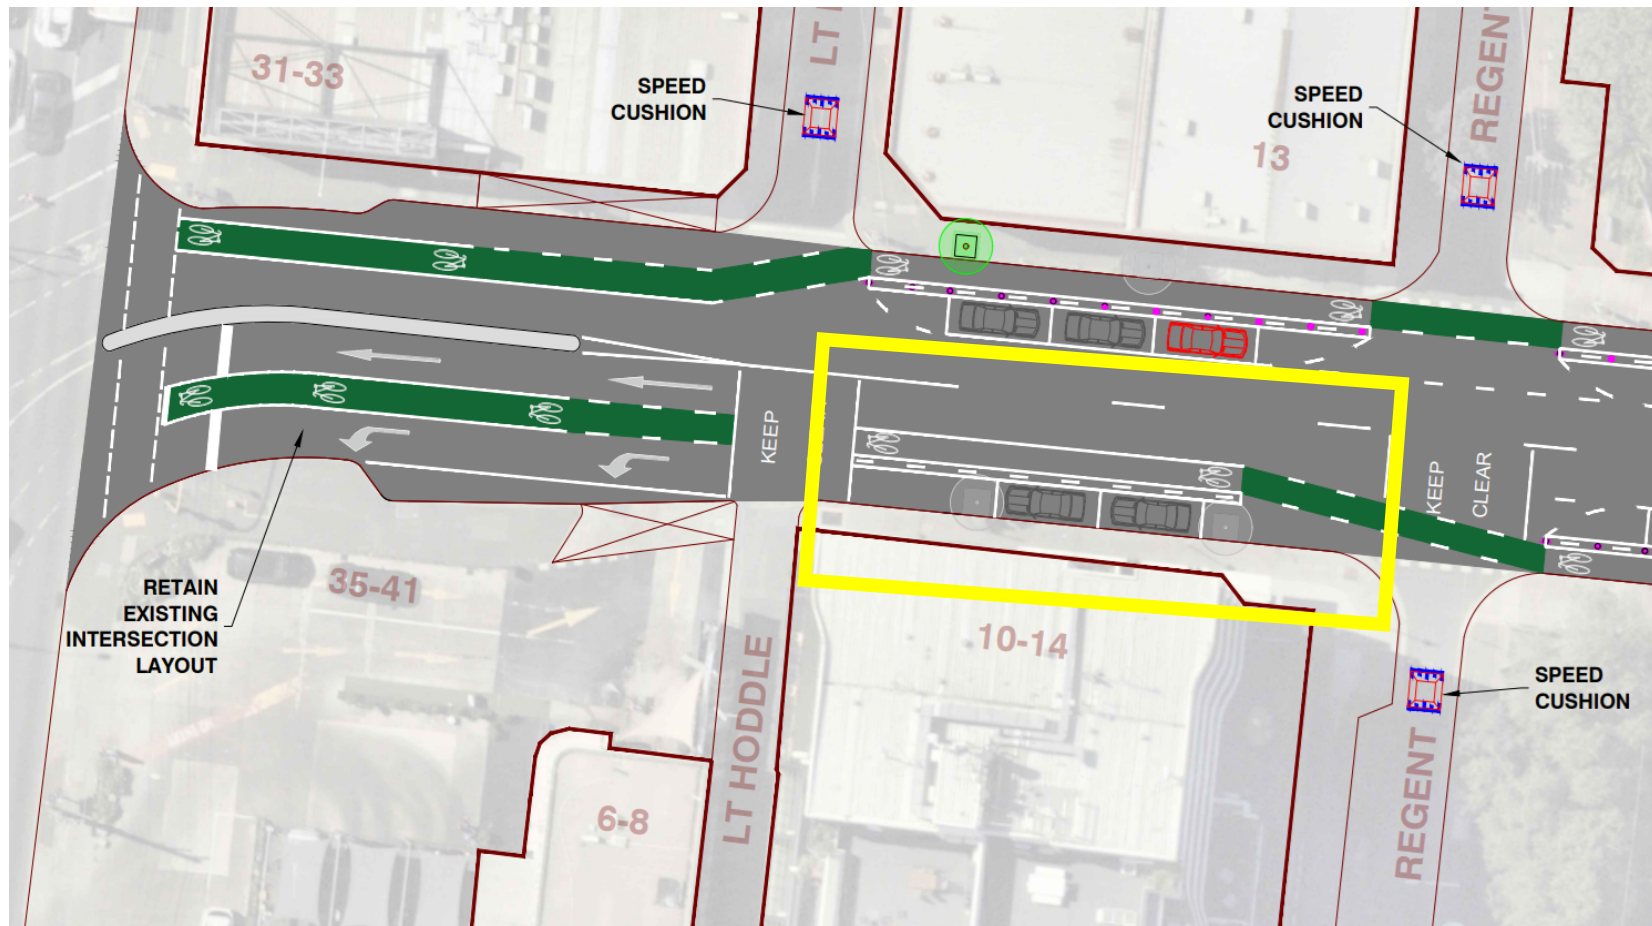 31-33
SPEED
CUSHION
LT
SPEED
CUSHION
REGENT
13
KEEP
KEEP
CLEAR
RETAIN
EXISTING
INTERSECTION
LAYOUT
35-41
10-14
SPEED
CUSHION
6-8
LT HODDLE
REGENT